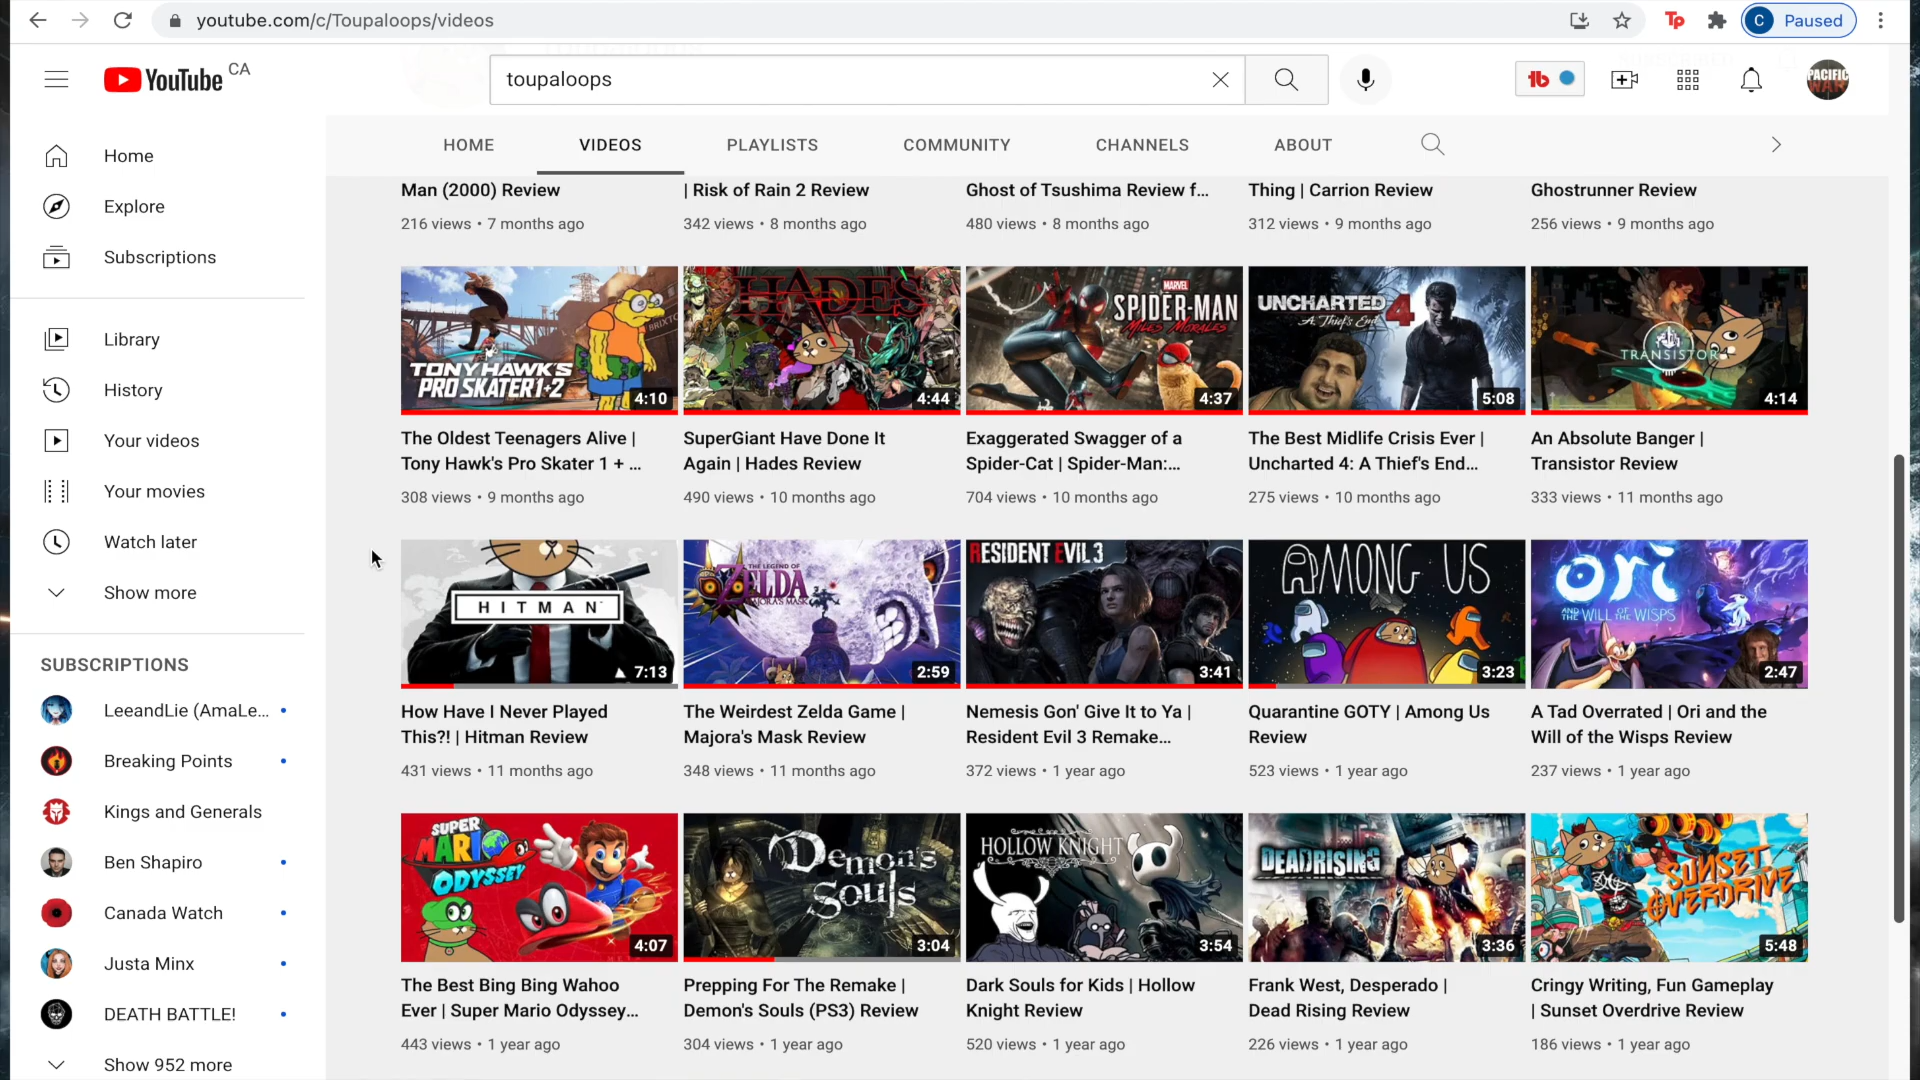 youtube.com/c/Toupaloops/videos
Tp
C Paused
YouTube CA
toupaloops
tb
PACIFIC WAR
HOME VIDEOS PLAYLISTS COMMUNITY CHANNELS ABOUT
Home
Explore
Subscriptions
Library
History
Your videos
Your movies
Watch later
Show more
SUBSCRIPTIONS
LeeandLie (AmaLe...
Breaking Points
Kings and Generals
Ben Shapiro
Canada Watch
Justa Minx
DEATH BATTLE!
Show 952 more
Man (2000) Review
216 views • 7 months ago
| Risk of Rain 2 Review
342 views • 8 months ago
Ghost of Tsushima Review f...
480 views • 8 months ago
Thing | Carrion Review
312 views • 9 months ago
Ghostrunner Review
256 views • 9 months ago
TONY HAWK'S
PRO SKATER 1+2
BRIXT
4:10
The Oldest Teenagers Alive |
Tony Hawk's Pro Skater 1 + ...
308 views • 9 months ago
HADES
4:44
SuperGiant Have Done It
Again | Hades Review
490 views • 10 months ago
MARVEL
SPIDER-MAN
MILES MORALES
4:37
Exaggerated Swagger of a
Spider-Cat | Spider-Man:...
704 views • 10 months ago
UNCHARTED 4
A Thief's End
5:08
The Best Midlife Crisis Ever |
Uncharted 4: A Thief's End...
275 views • 10 months ago
TRANSISTOR
4:14
An Absolute Banger |
Transistor Review
333 views • 11 months ago
HITMAN
7:13
How Have I Never Played
This?! | Hitman Review
431 views • 11 months ago
THE LEGEND OF
ZELDA
MAJORA'S MASK
2:59
The Weirdest Zelda Game |
Majora's Mask Review
348 views • 11 months ago
RESIDENT EVIL 3
3:41
Nemesis Gon' Give It to Ya |
Resident Evil 3 Remake...
372 views • 1 year ago
AMONG US
3:23
Quarantine GOTY | Among Us
Review
523 views • 1 year ago
ori
AND THE WILL OF THE WISPS
2:47
A Tad Overrated | Ori and the
Will of the Wisps Review
237 views • 1 year ago
SUPER
MARIO
ODYSSEY
4:07
The Best Bing Bing Wahoo
Ever | Super Mario Odyssey...
443 views • 1 year ago
Demon's
Souls
3:04
Prepping For The Remake |
Demon's Souls (PS3) Review
304 views • 1 year ago
HOLLOW KNIGHT
3:54
Dark Souls for Kids | Hollow
Knight Review
520 views • 1 year ago
DEADRISING
3:36
Frank West, Desperado |
Dead Rising Review
226 views • 1 year ago
SUNSET
OVERDRIVE
5:48
Cringy Writing, Fun Gameplay
| Sunset Overdrive Review
186 views • 1 year ago